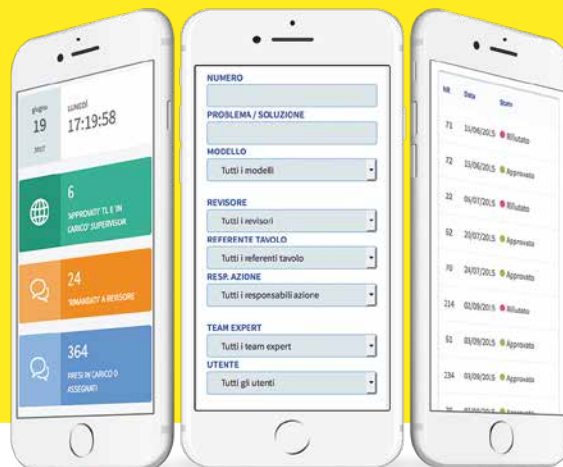 giugno
19
2017
LUNEDÌ
17:19:58
6
'APPROVATI' TL E 'IN
CARICO' SUPERVISOR
24
'RIMANDATI' A REVISORE
364
PRESI IN CARICO O
ASSEGNATI
NUMERO
PROBLEMA / SOLUZIONE
MODELLO
Tutti i modelli
REVISORE
Tutti i revisori
REFERENTE TAVOLO
Tutti i referenti tavolo
RESP. AZIONE
Tutti i responsabili azione
TEAM EXPERT
Tutti i team expert
UTENTE
Tutti gli utenti
NR Data Stato
71 15/06/2015 Rifiutato
72 15/06/2015 Approvato
22 06/07/2015 Rifiutato
62 20/07/2015 Approvato
70 24/07/2015 Approvato
214 02/09/2015 Rifiutato
61 03/09/2015 Approvato
234 03/09/2015 Approvato